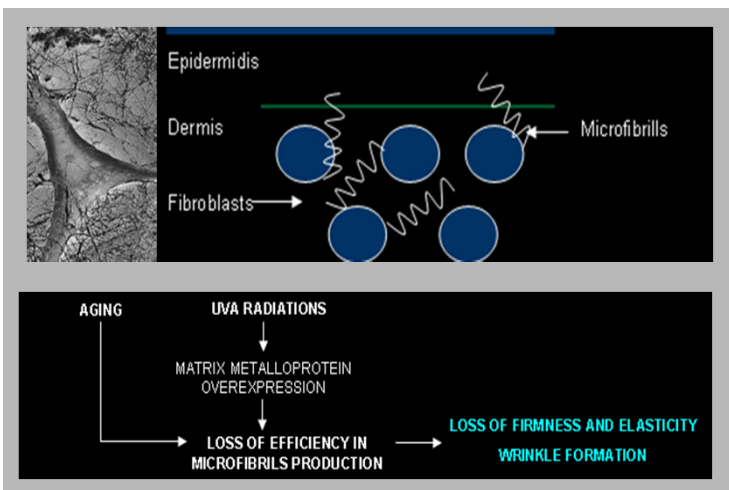 Epidermidis
Dermis
Microfibrills
Fibroblasts
AGING
UVA RADIATIONS
MATRIX METALLOPROTEIN
OVEREXPRESSION
LOSS OF EFFICIENCY IN
MICROFIBRILS PRODUCTION
LOSS OF FIRMNESS AND ELASTICITY
WRINKLE FORMATION